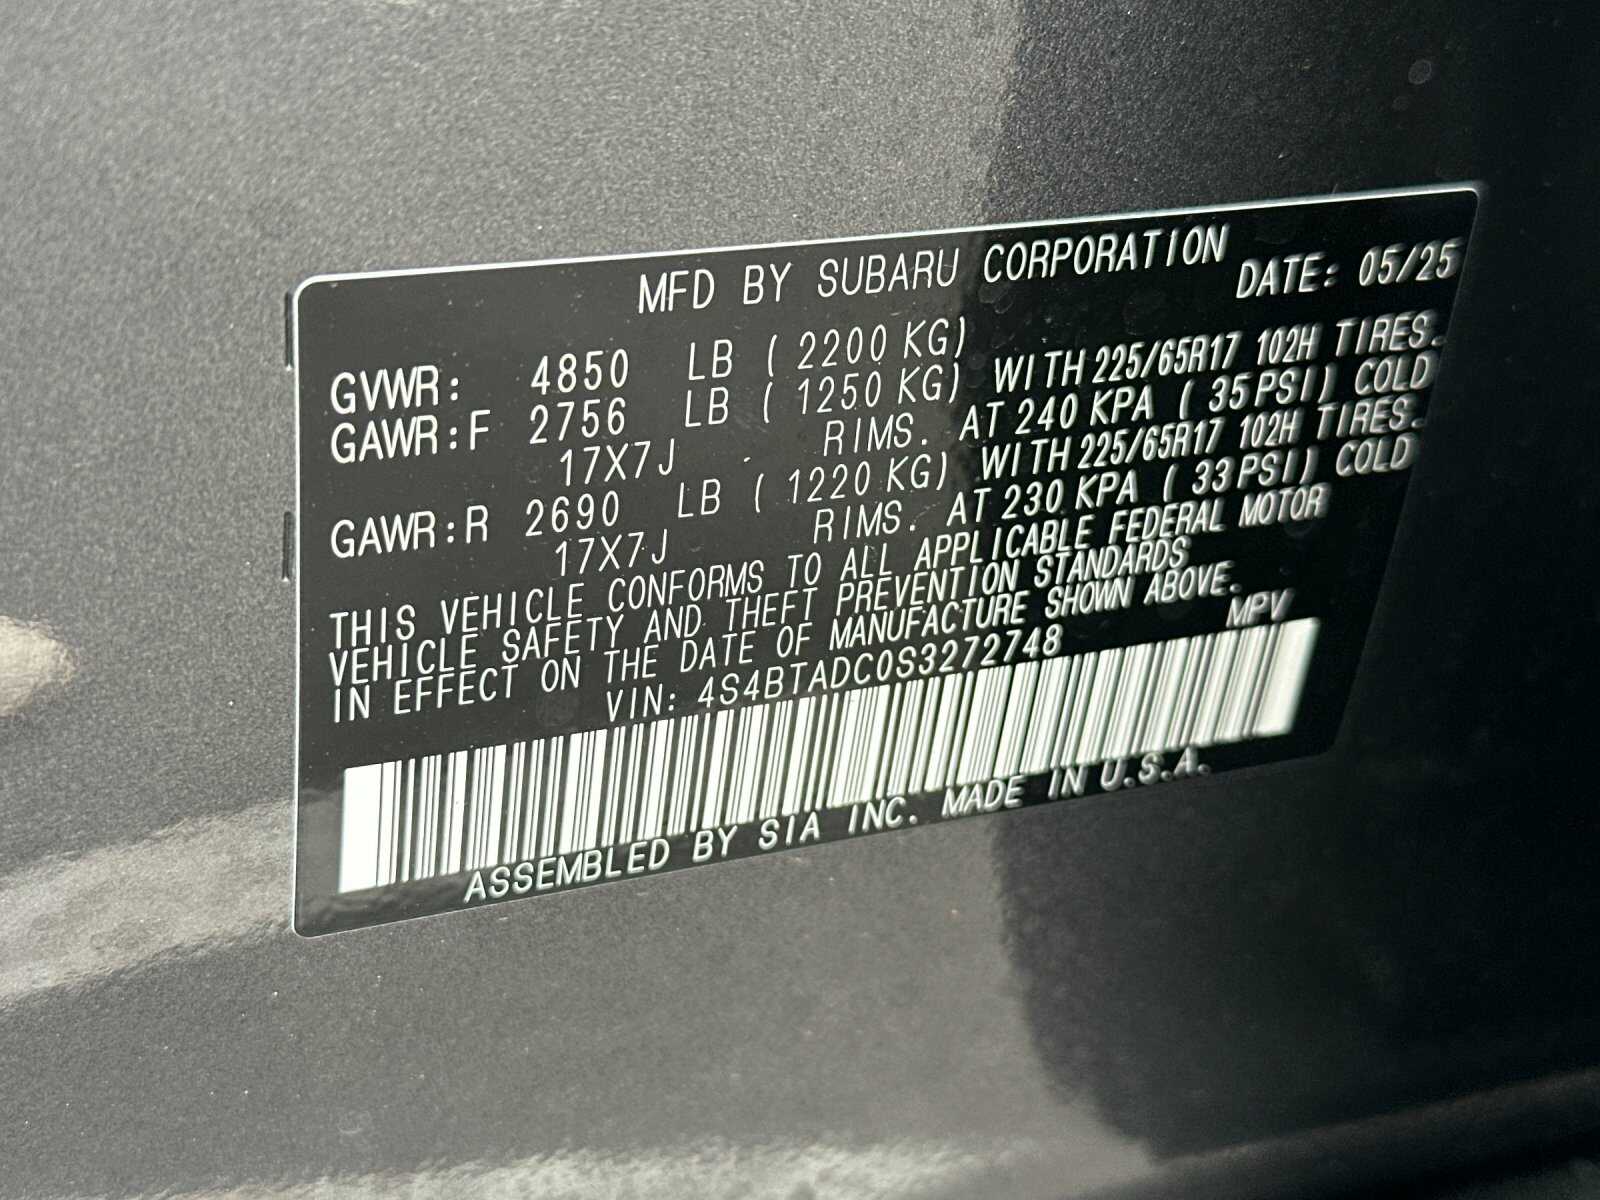 MFD BY SUBARU CORPORATION DATE: 05/25
GVWR: 4850 LB ( 2200 KG)
GAWR:F 2756 LB ( 1250 KG) WITH 225/65R17 102H TIRES.
17X7J RIMS. AT 240 KPA ( 35 PSI) COLD
GAWR:R 2690 LB ( 1220 KG) WITH 225/65R17 102H TIRES.
17X7J RIMS. AT 230 KPA ( 33 PSI) COLD
THIS VEHICLE CONFORMS TO ALL APPLICABLE FEDERAL MOTOR
VEHICLE SAFETY AND THEFT PREVENTION STANDARDS
IN EFFECT ON THE DATE OF MANUFACTURE SHOWN ABOVE.
VIN: 4S4BTADC0S3272748 MPV
ASSEMBLED BY SIA INC. MADE IN U.S.A.